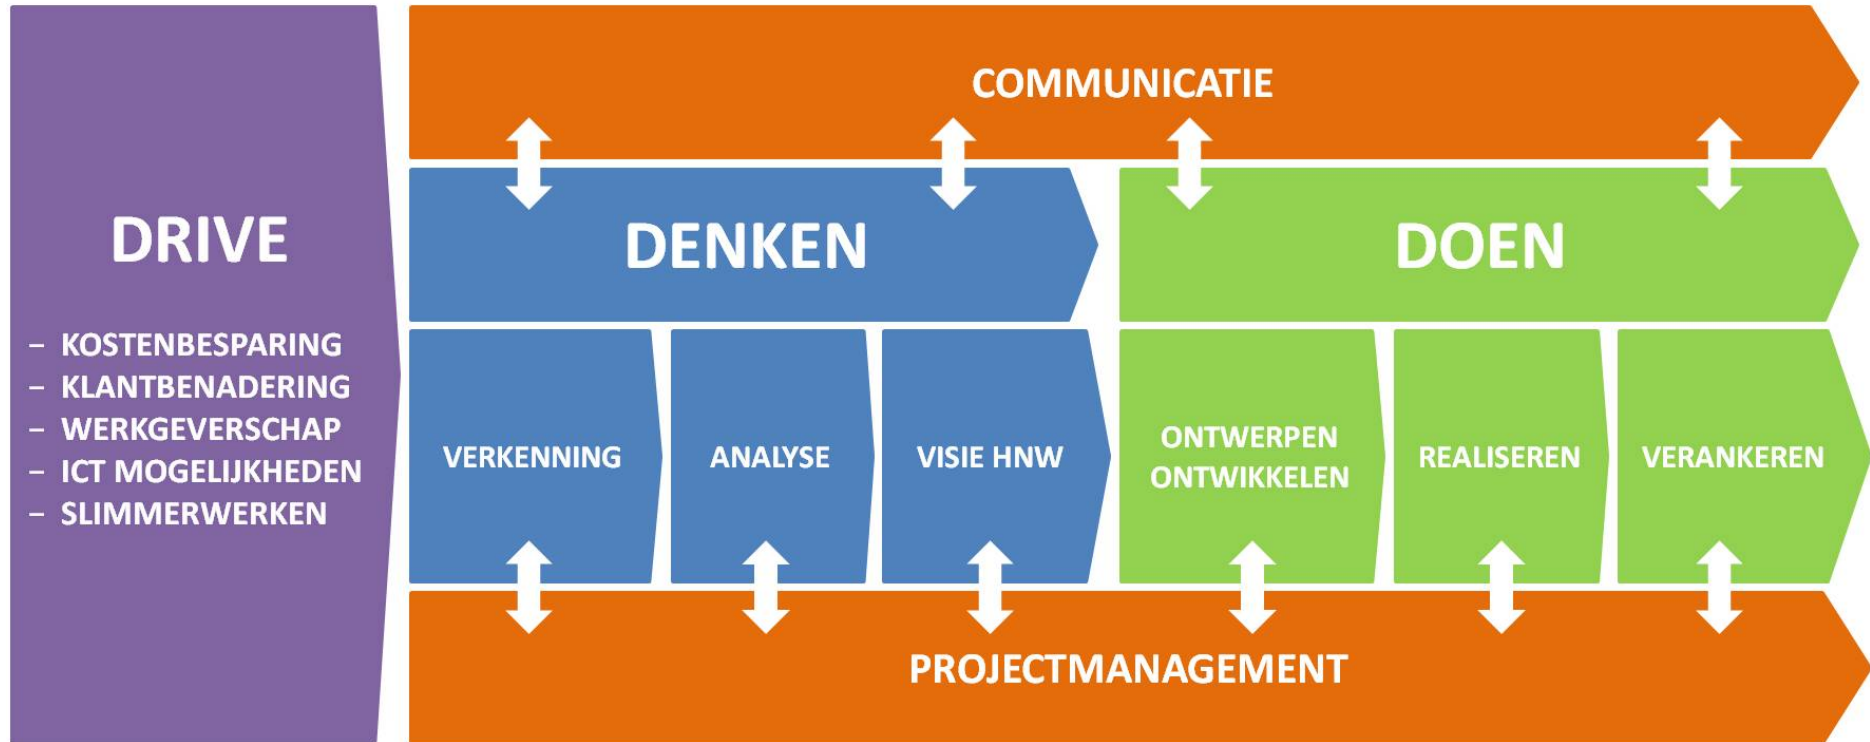 DRIVE
– KOSTENBESPARING
– KLANTBENADERING
– WERKGEVERSCHAP
– ICT MOGELIJKHEDEN
– SLIMMERWERKEN
COMMUNICATIE
DENKEN
DOEN
VERKENNING
ANALYSE
VISIE HNW
ONTWERPEN
ONTWIKKELEN
REALISEREN
VERANKEREN
PROJECTMANAGEMENT